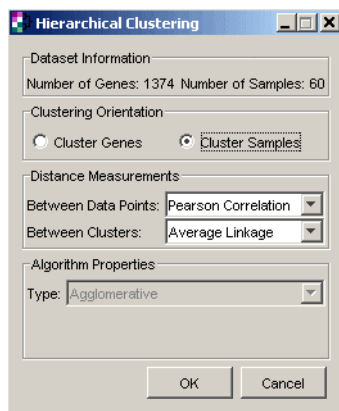 Hierarchical Clustering
Dataset Information
Number of Genes: 1374 Number of Samples: 60
Clustering Orientation
Cluster Genes Cluster Samples
Distance Measurements
Between Data Points: Pearson Correlation
Between Clusters: Average Linkage
Algorithm Properties
Type: Agglomerative
OK Cancel